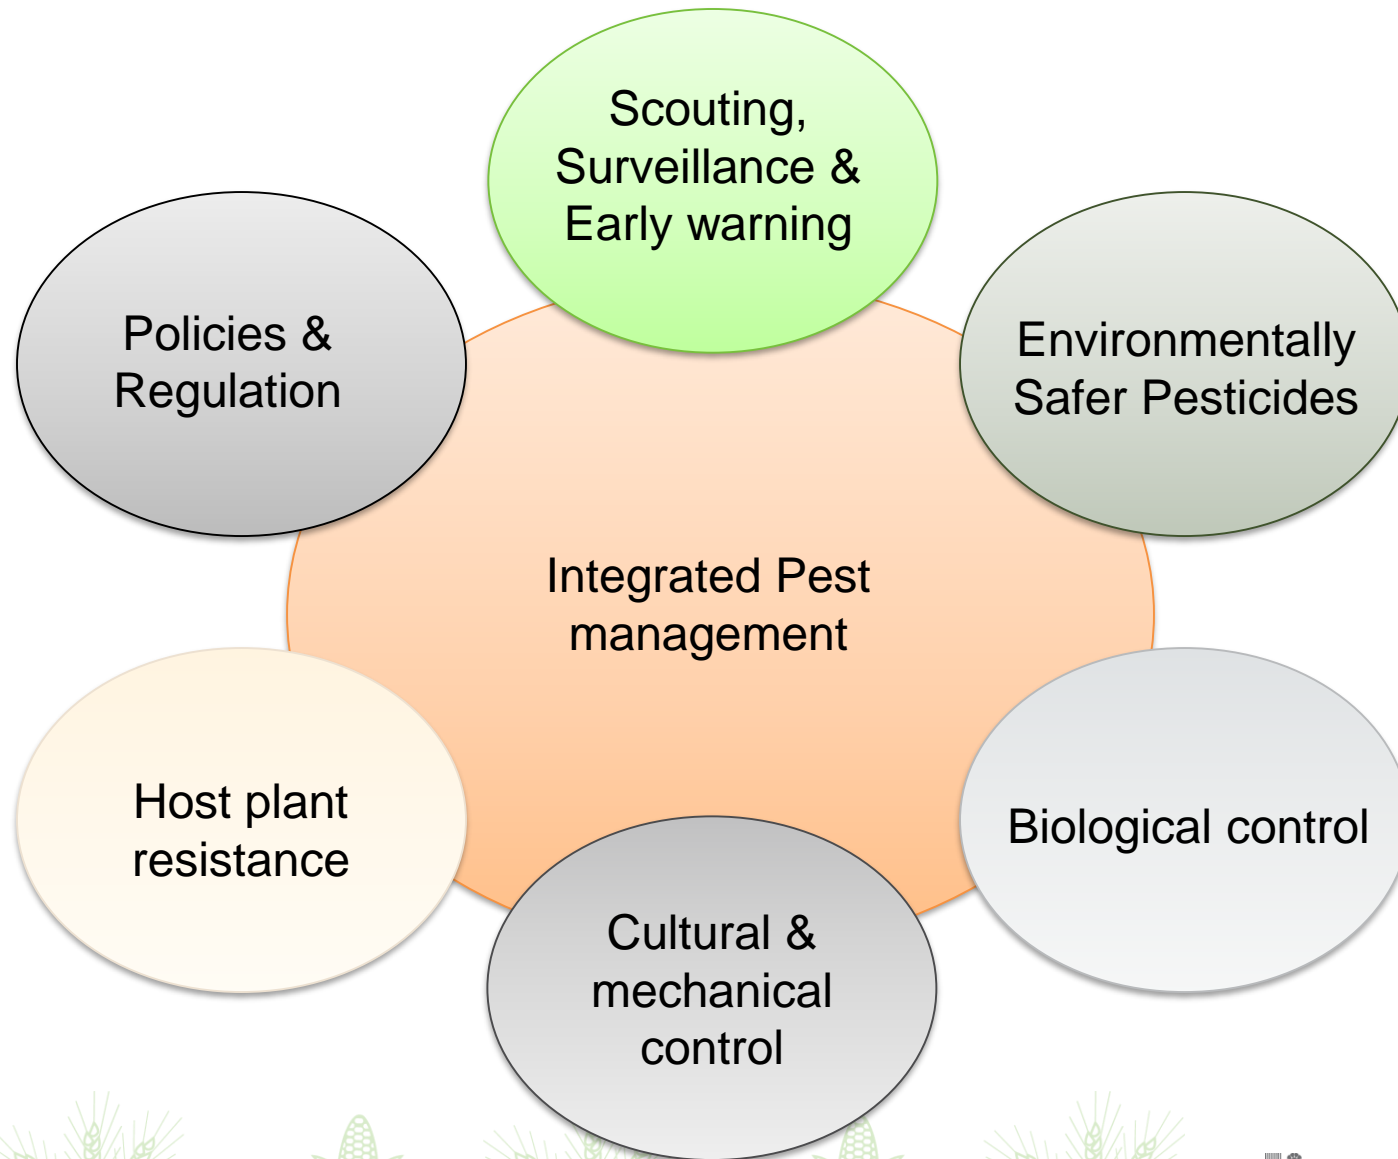 Scouting,
Surveillance &
Early warning
Policies &
Regulation
Environmentally
Safer Pesticides
Integrated Pest
management
Host plant
resistance
Biological control
Cultural &
mechanical
control